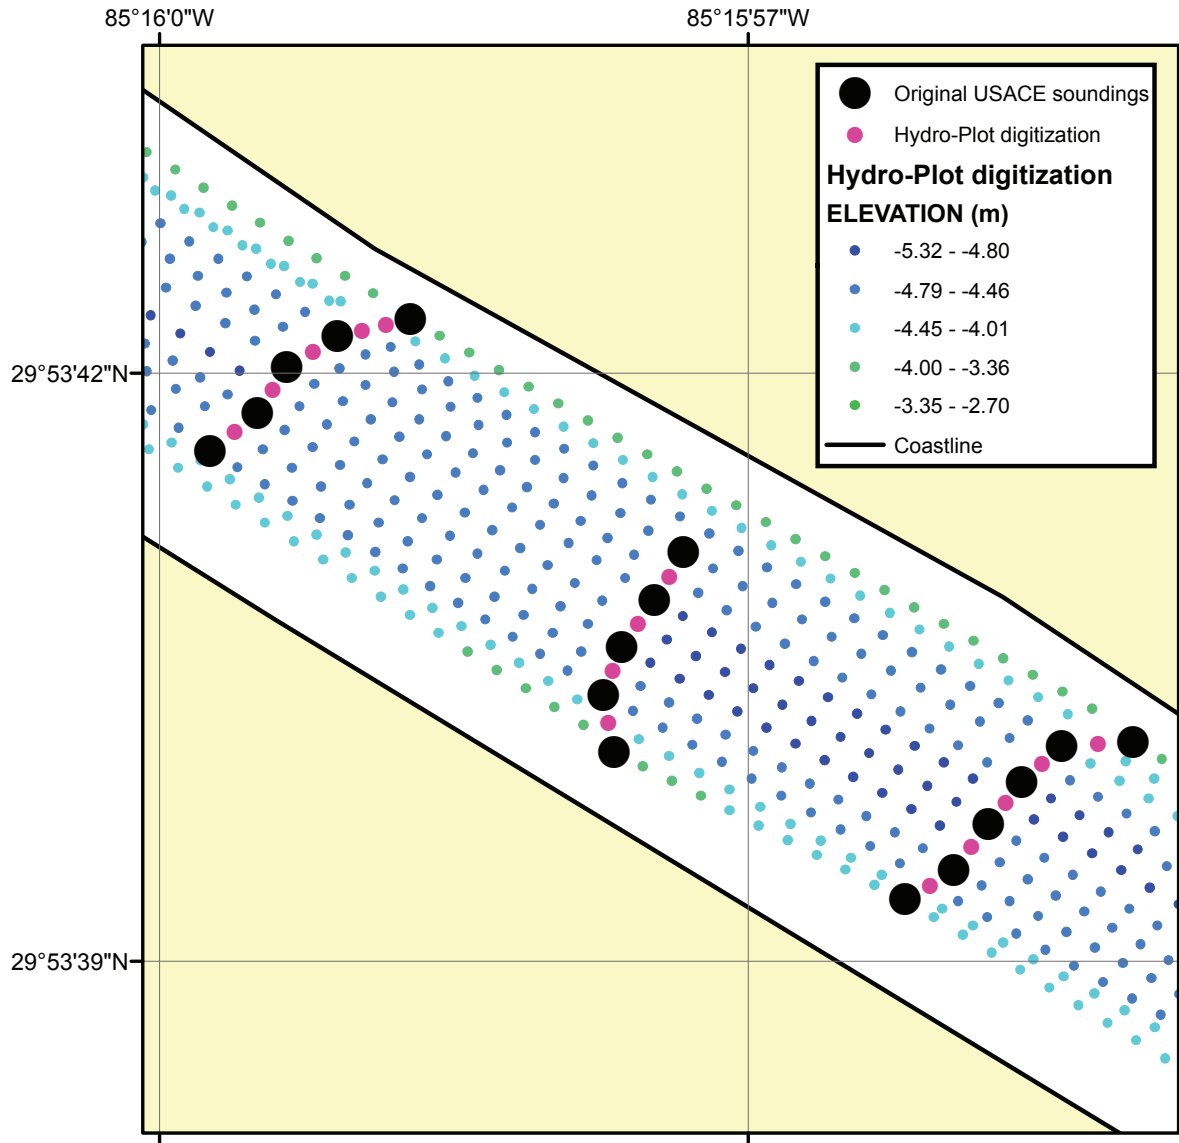 85°16'0"W
85°15'57"W
Original USACE soundings
Hydro-Plot digitization
Hydro-Plot digitization
ELEVATION (m)
-5.32 - -4.80
-4.79 - -4.46
-4.45 - -4.01
-4.00 - -3.36
-3.35 - -2.70
Coastline
29°53'42"N
29°53'39"N